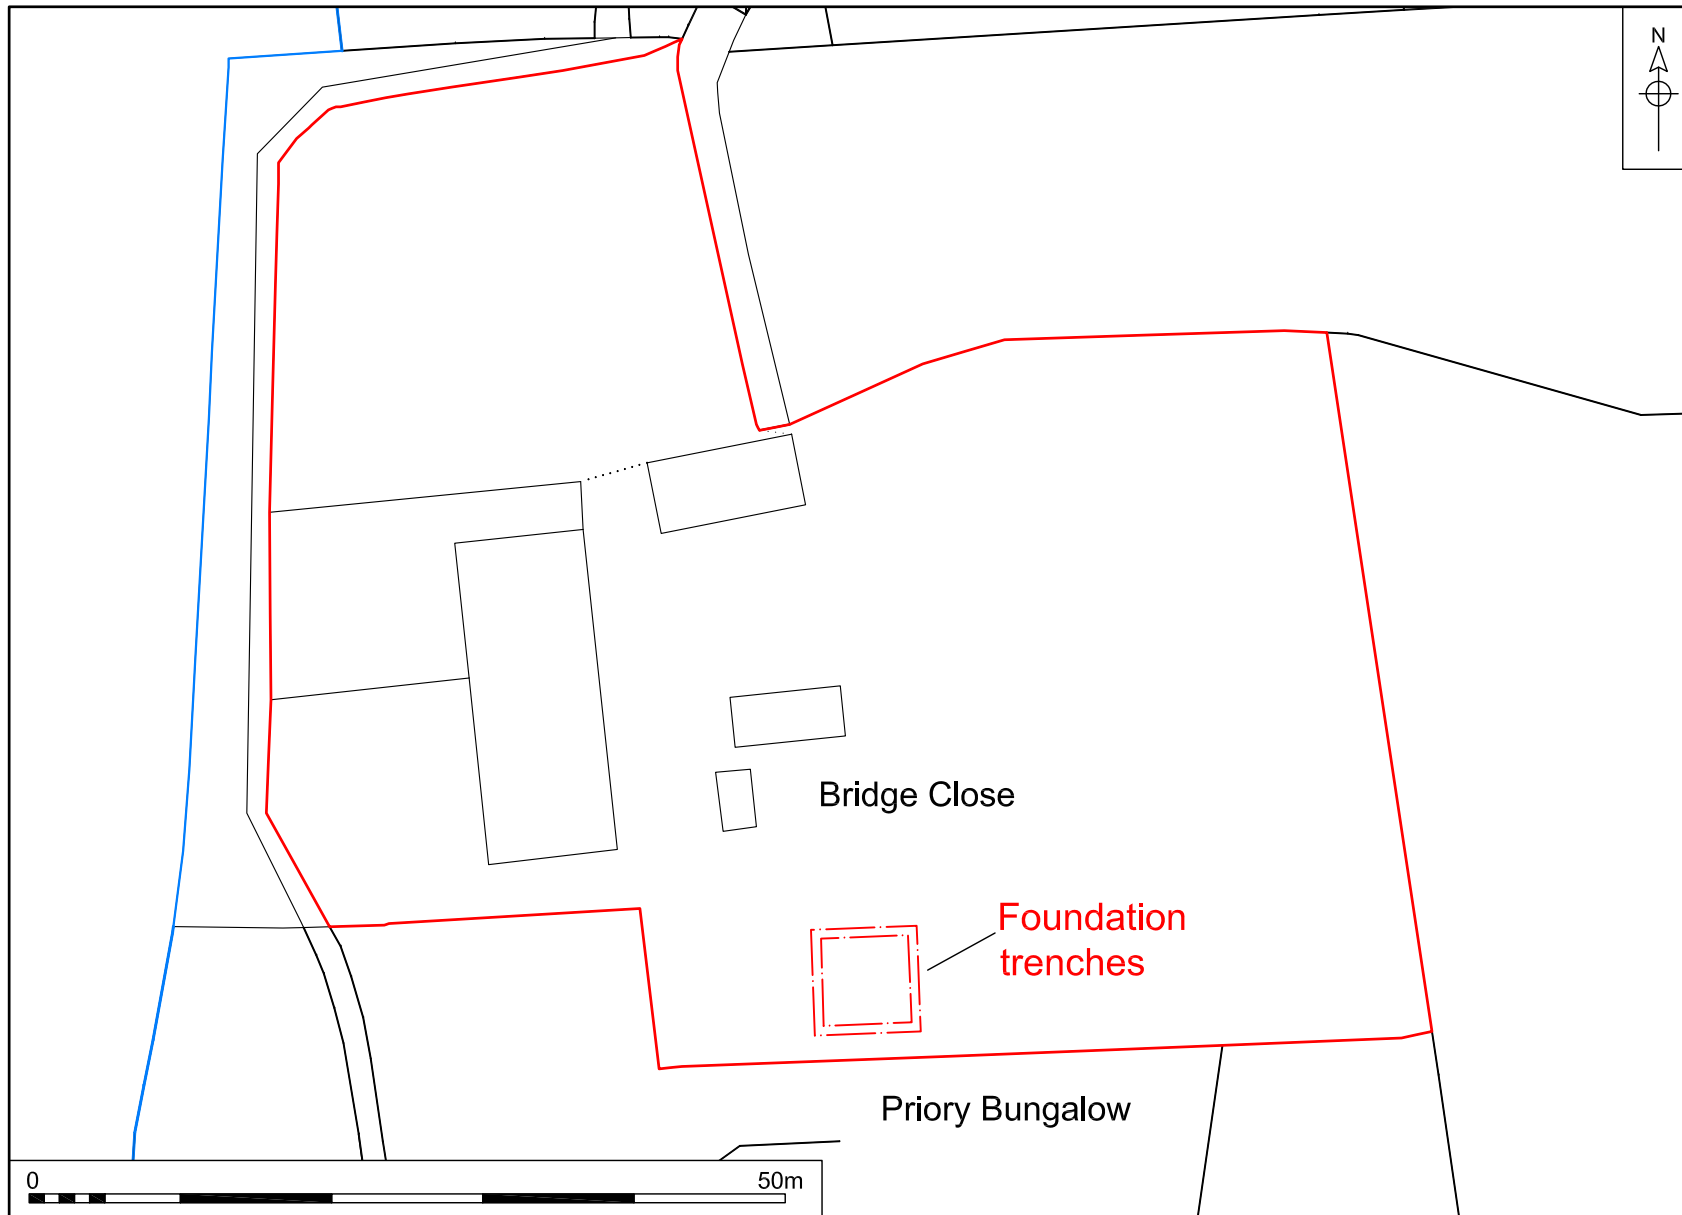 N
Bridge Close
Foundation
trenches
Priory Bungalow
0 50m